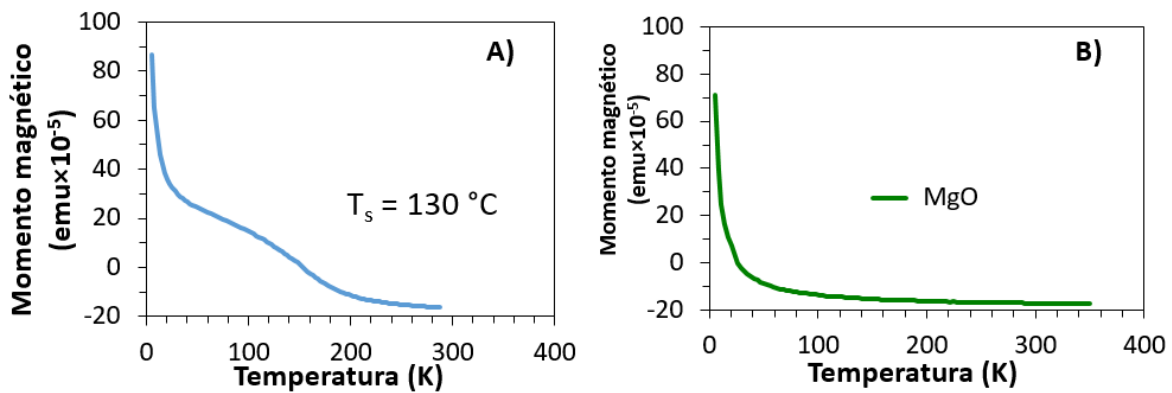 A)
Momento magnético
(emu×10⁻⁵)
100
80
60
40
20
0
-20
Tₛ = 130 °C
0 100 200 300 400
Temperatura (K)
B)
Momento magnético
(emu×10⁻⁵)
100
80
60
40
20
0
-20
MgO
0 100 200 300 400
Temperatura (K)